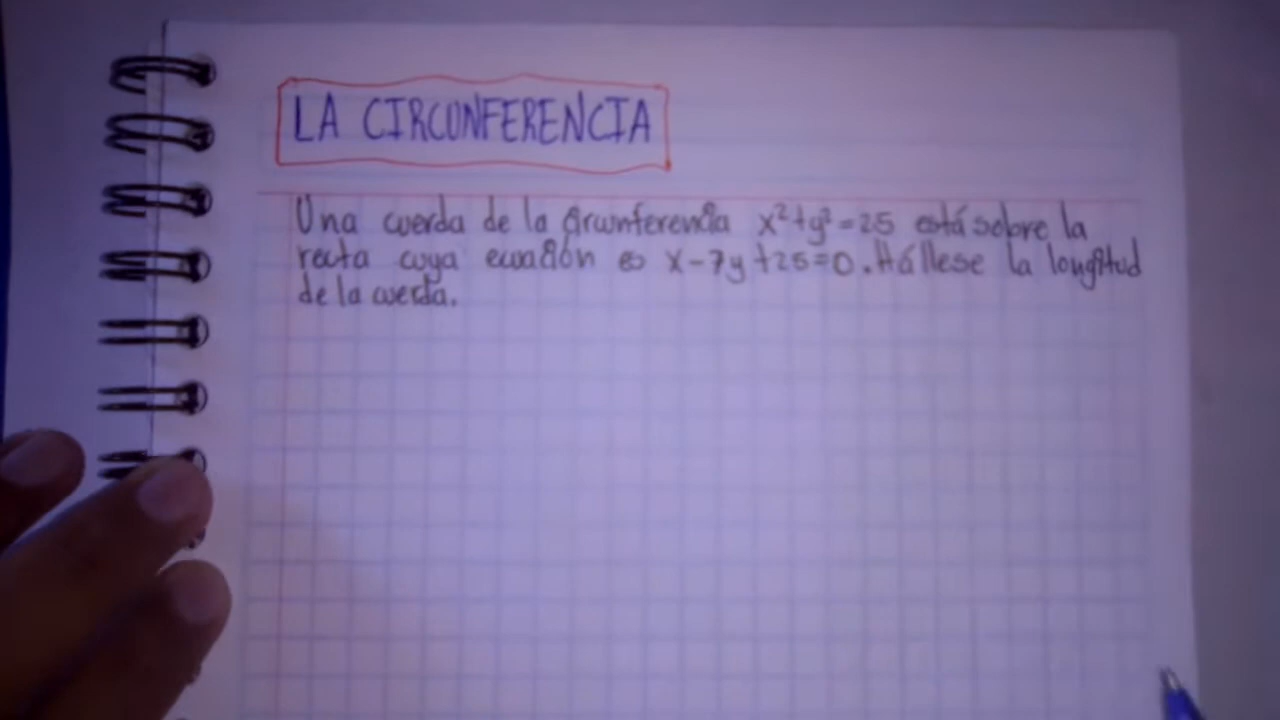 LA CIRCUNFERENCIA
Una cuerda de la circunferencia x²+y²=25 está sobre la
recta cuya ecuación es x-7y+25=0. Hállese la longitud
de la cuerda.